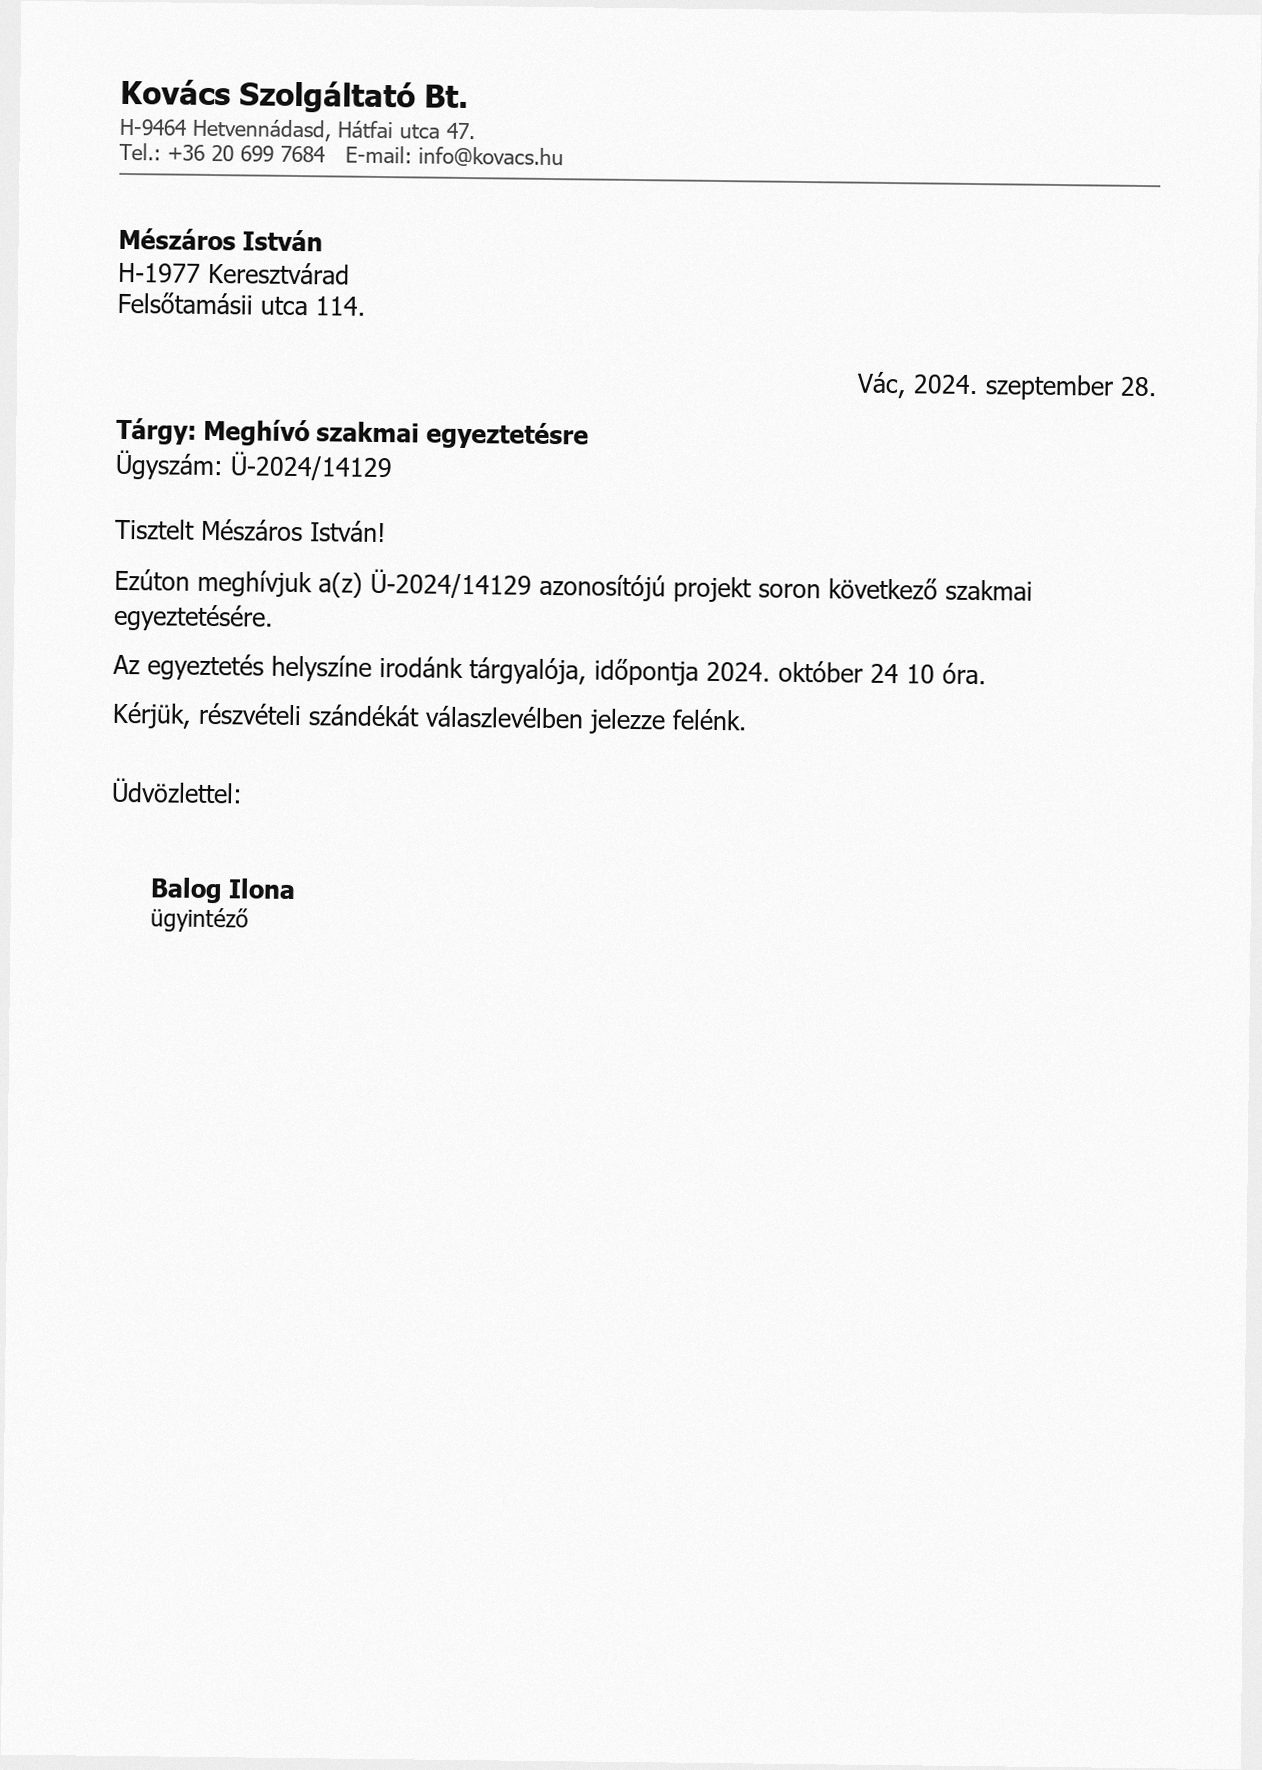 Kovács Szolgáltató Bt.
H-9464 Hetvennádasd, Hátfai utca 47.
Tel.: +36 20 699 7684 E-mail: info@kovacs.hu
Mészáros István
H-1977 Keresztvárad
Felsőtamásii utca 114.
Vác, 2024. szeptember 28.
Tárgy: Meghívó szakmai egyeztetésre
Ügyszám: Ü-2024/14129
Tisztelt Mészáros István!
Ezúton meghívjuk a(z) Ü-2024/14129 azonosítójú projekt soron következő szakmai
egyeztetésére.
Az egyeztetés helyszíne irodánk tárgyalója, időpontja 2024. október 24 10 óra.
Kérjük, részvételi szándékát válaszlevélben jelezze felénk.
Üdvözlettel:
Balog Ilona
ügyintéző